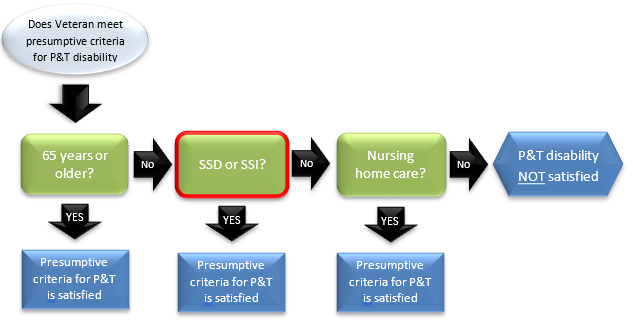 Does Veteran meet
presumptive criteria
for P&T disability
65 years or
older?
No
SSD or SSI?
No
Nursing
home care?
No
P&T disability
NOT satisfied
YES
YES
YES
Presumptive
criteria for P&T
is satisfied
Presumptive
criteria for P&T
is satisfied
Presumptive
criteria for P&T
is satisfied